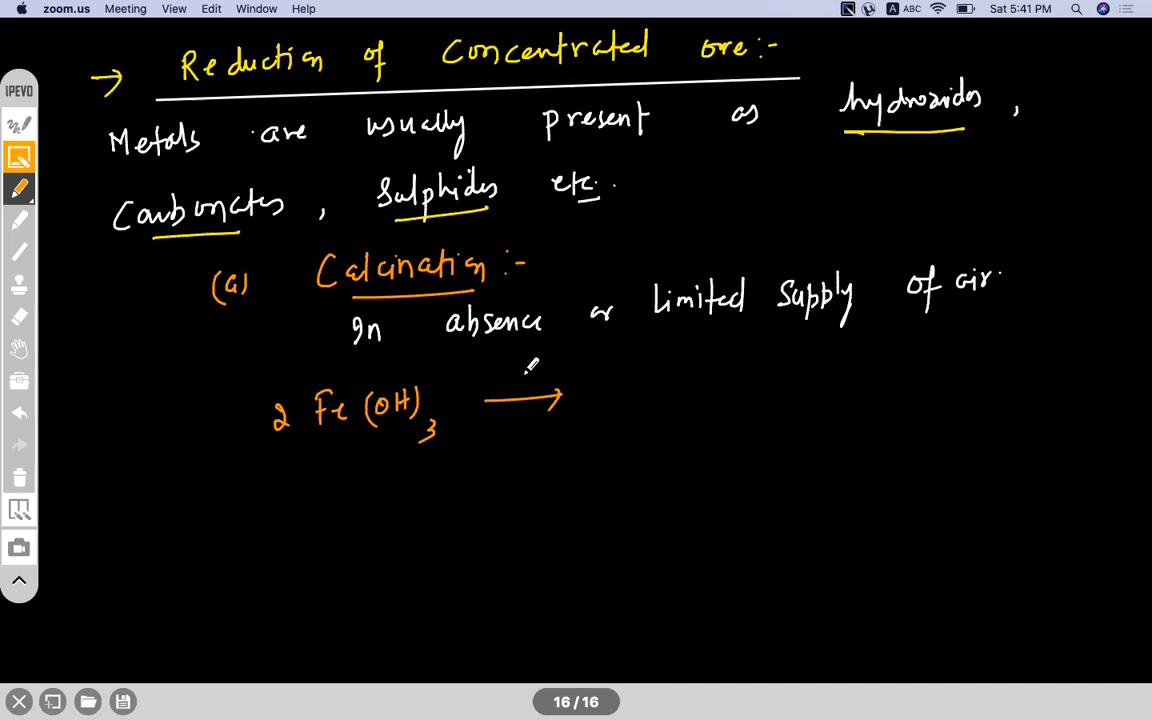 zoom.us Meeting View Edit Window Help ABC Sat 5:41 PM
IPEVO
→ Reduction of Concentrated ore:-
Metals are usually present as hydroxides,
Carbonates, Sulphides etc.
(a) Calcination:-
In absence or limited supply of air.
2 Fe(OH)3 →
16/16